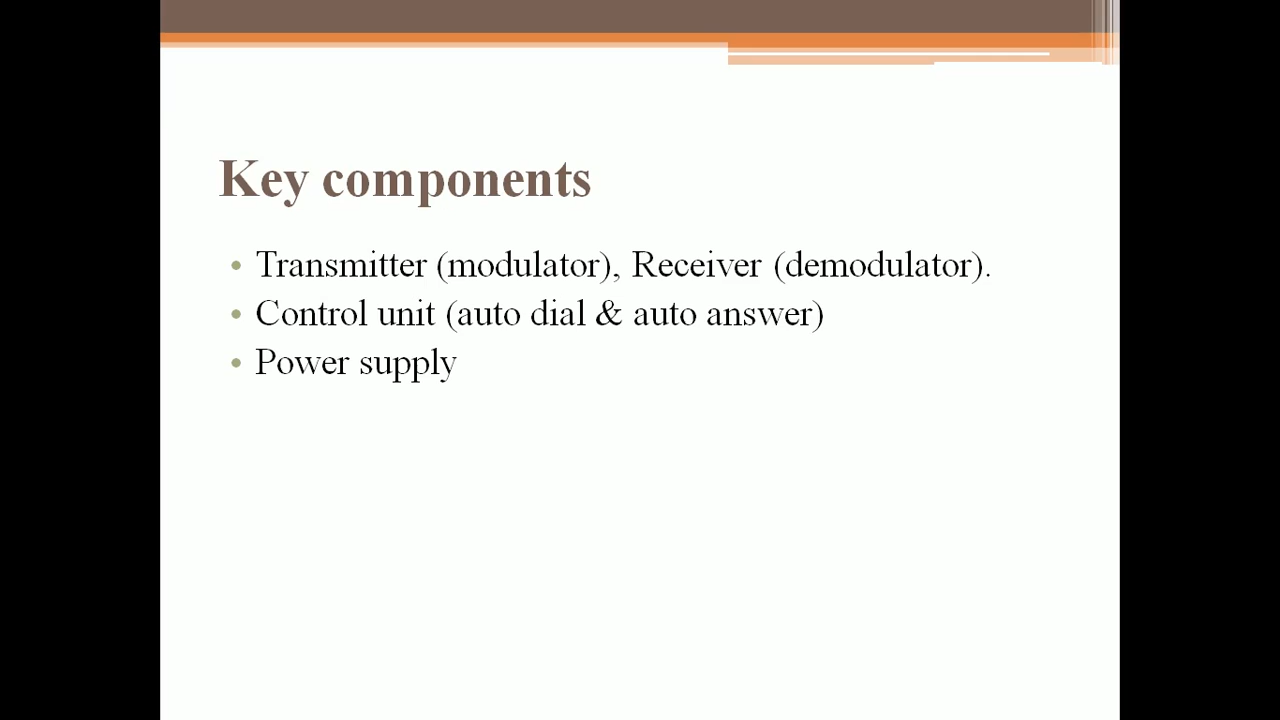 Key components
• Transmitter (modulator), Receiver (demodulator).
• Control unit (auto dial & auto answer)
• Power supply